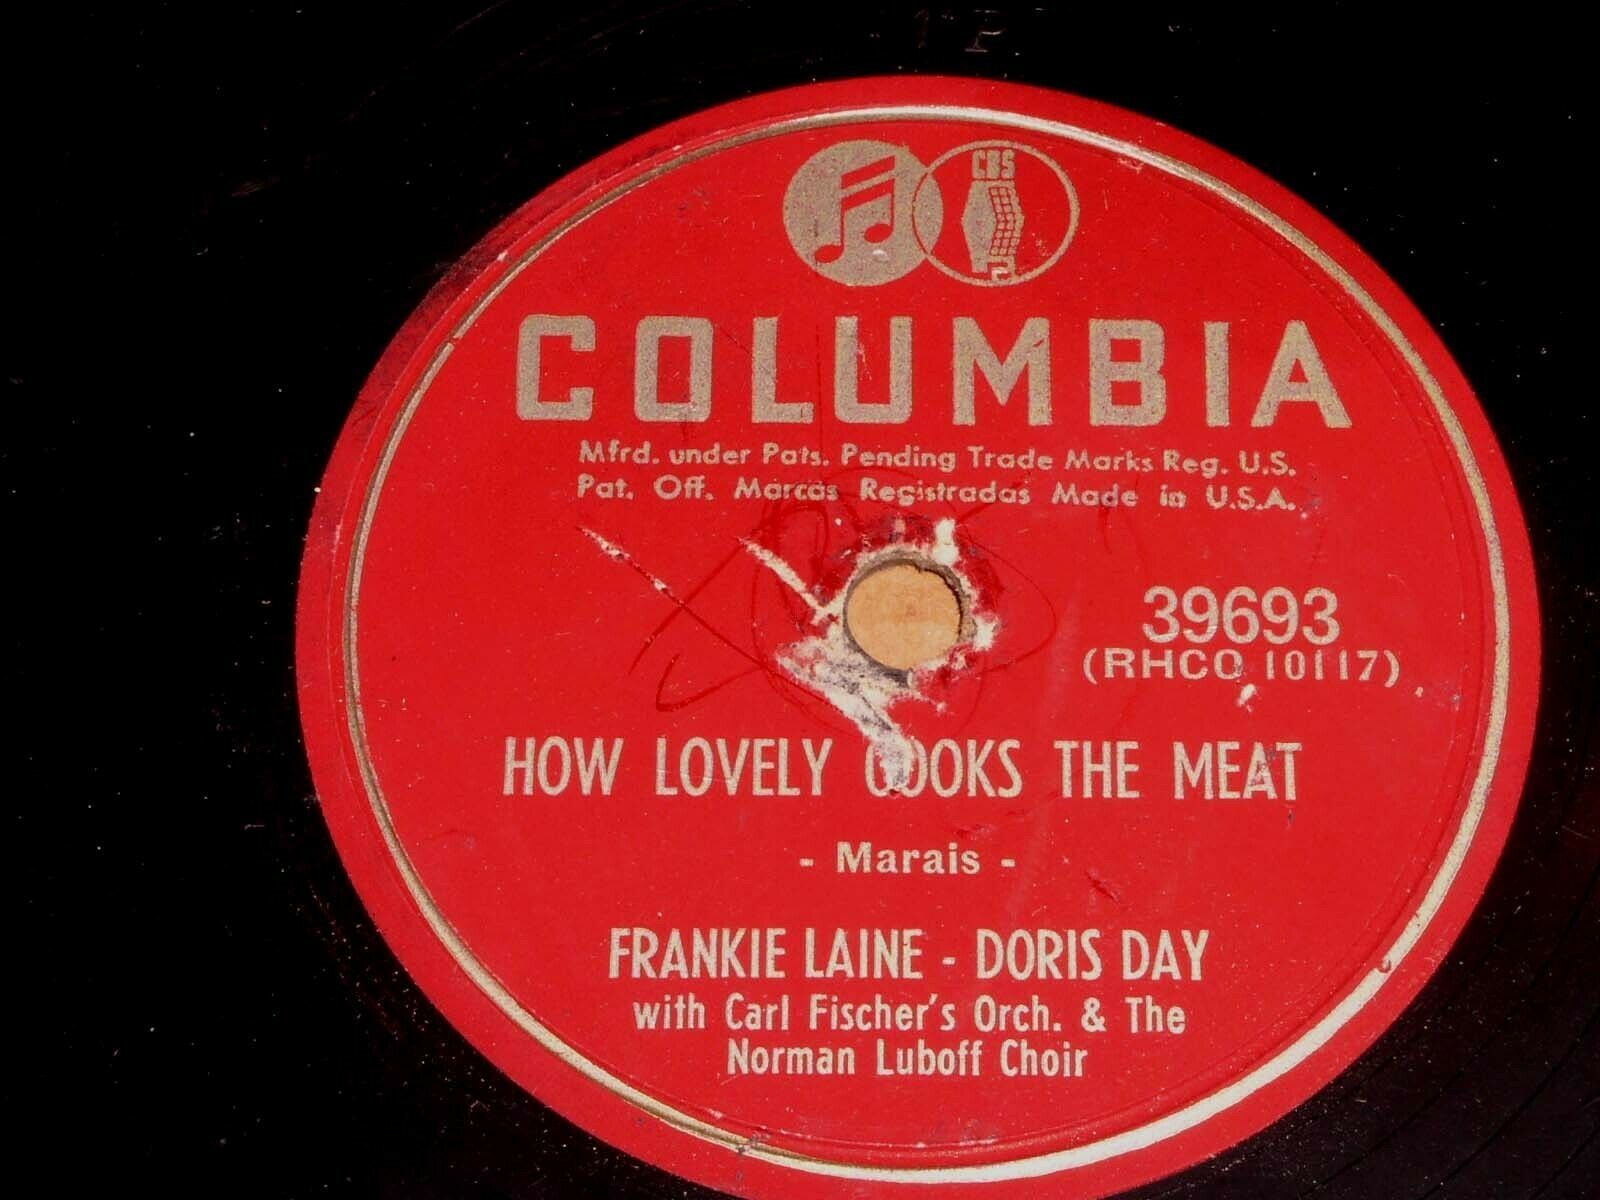 CBS
COLUMBIA
Mfrd. under Pats. Pending Trade Marks Reg. U.S.
Pat. Off. Marcas Registradas Made in U.S.A.
39693
(RHCO 10117)
HOW LOVELY COOKS THE MEAT
- Marais -
FRANKIE LAINE - DORIS DAY
with Carl Fischer's Orch. & The
Norman Luboff Choir